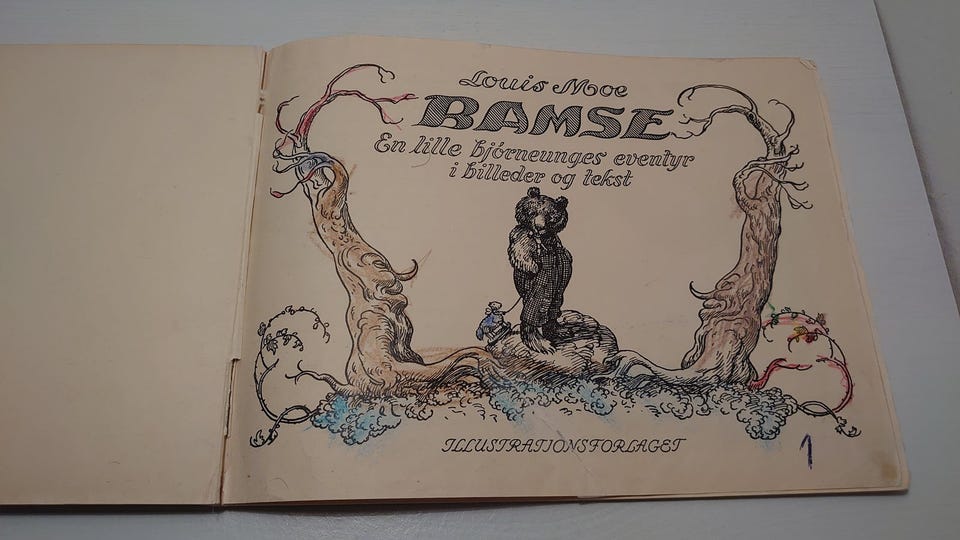 Louis Moe
BAMSE
En lille bjørneunges eventyr
i billeder og tekst
ILLUSTRATIONSFORLAGET
1